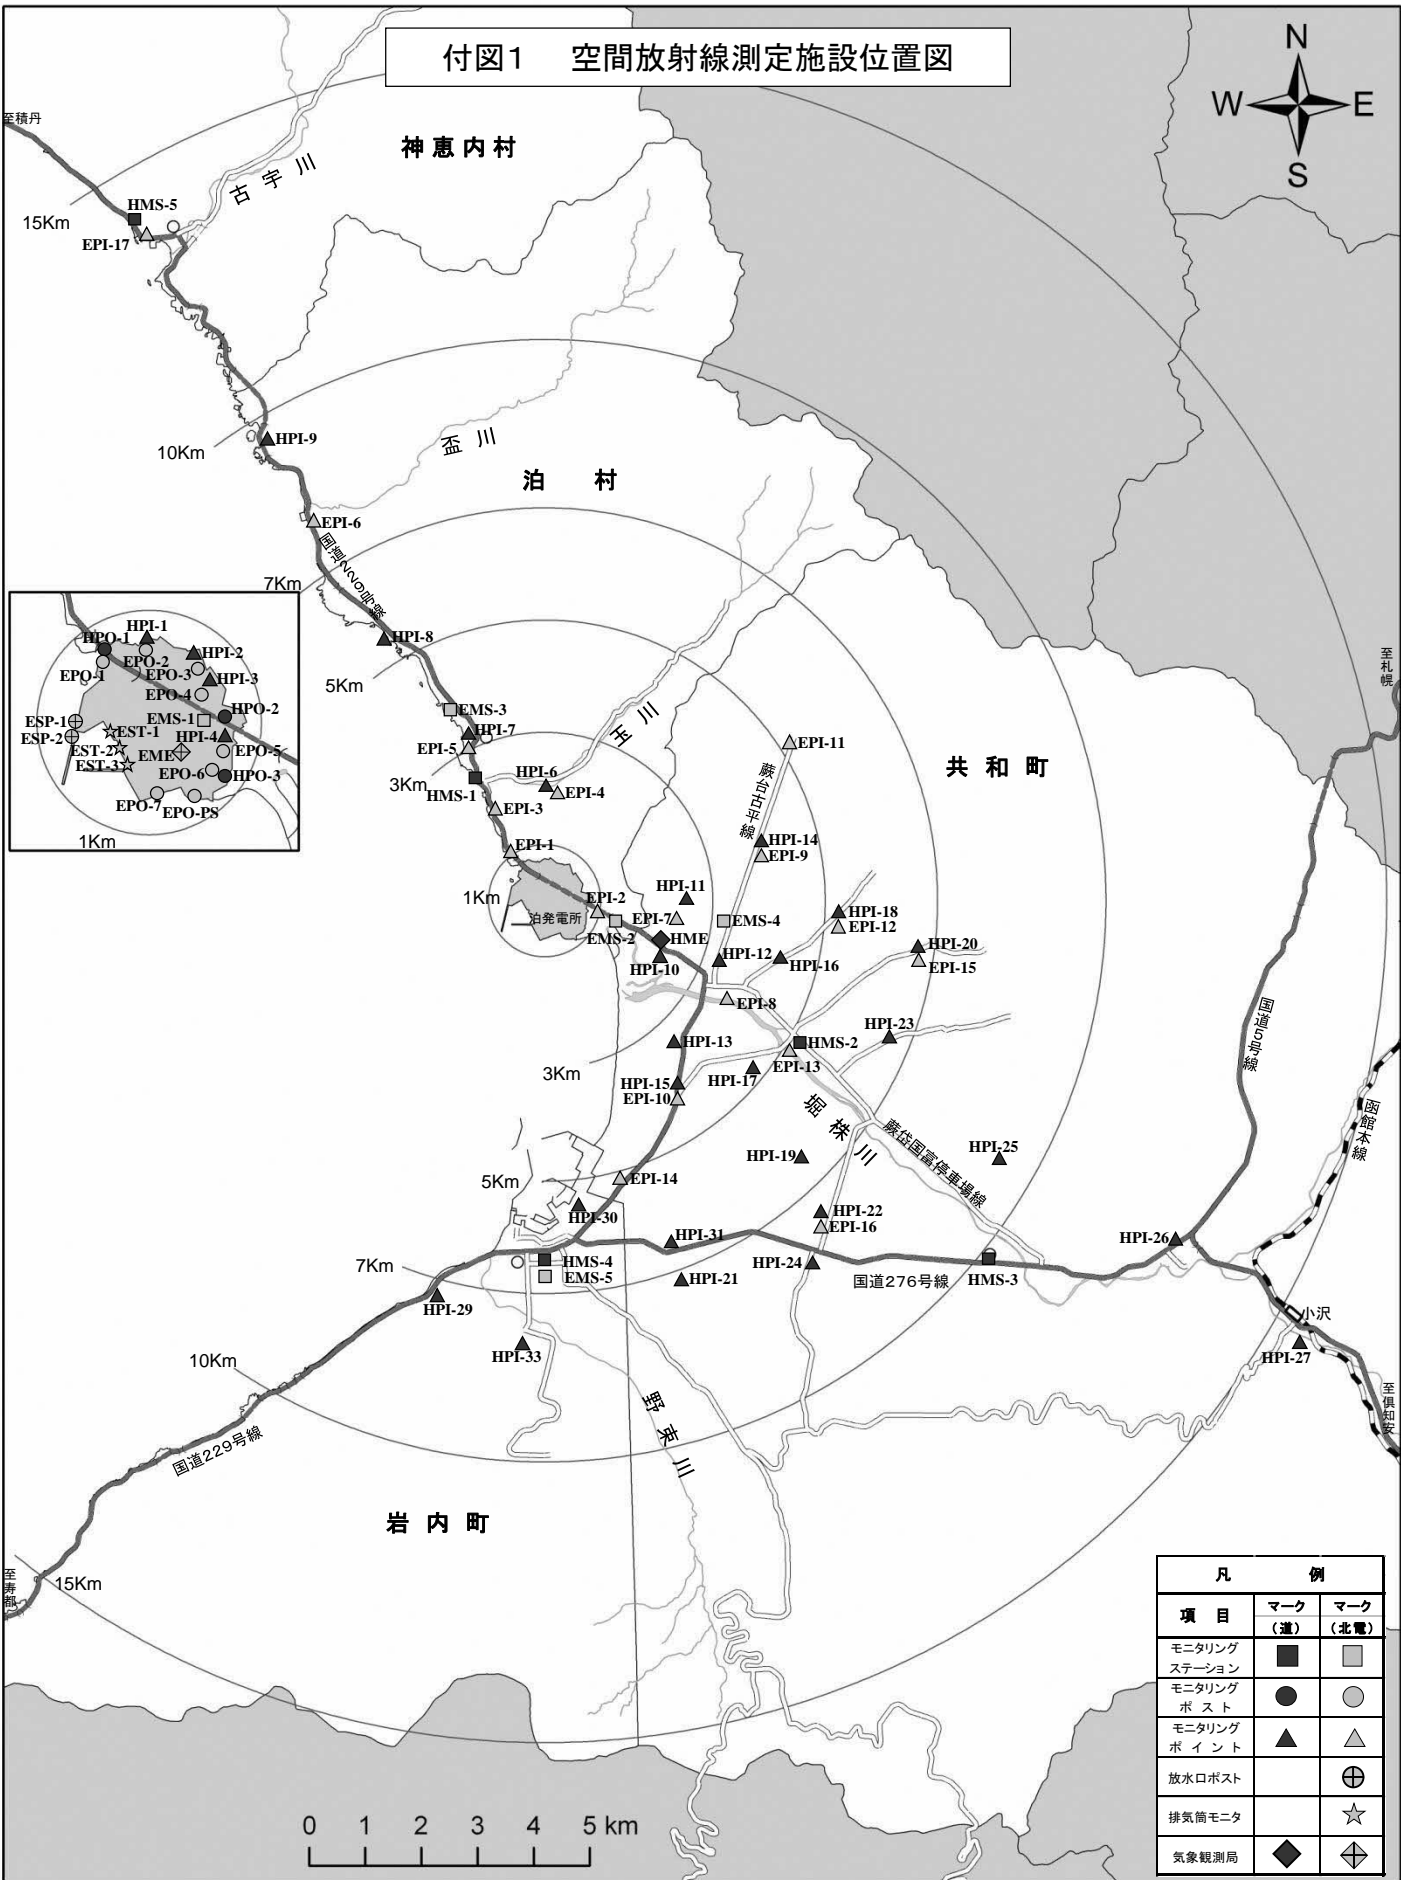 付図1 空間放射線測定施設位置図
N
W E
S
至積丹
神恵内村
古宇川
HMS-5
15Km
EPI-17
10Km
HPI-9
盃川
泊村
EPI-6
国道229号線
7Km
HPI-8
5Km
至札幌
HPI-1
HPO-1
HPI-2
EPO-2
EPO-1
EPO-3
HPI-3
EPO-4
HPO-2
ESP-1
EMS-1
EST-1
ESP-2
HPI-4
EST-2
EME
EPO-5
EST-3
EPO-6
HPO-3
EPO-7
EPO-PS
1Km
EMS-3
HPI-7
EPI-5
玉川
EPI-11
共和町
3Km
HMS-1
HPI-6
EPI-4
EPI-3
蕨台古平線
HPI-14
EPI-9
EPI-1
1Km
泊発電所
EPI-2
EMS-2
HPI-11
EPI-7
HME
HPI-10
EMS-4
HPI-18
EPI-12
HPI-12
HPI-16
HPI-20
EPI-15
EPI-8
HPI-23
HPI-13
HMS-2
EPI-13
HPI-17
3Km
HPI-15
EPI-10
国道5号線
函館本線
堀株川
蕨岱国富停車場線
HPI-19
HPI-25
5Km
EPI-14
HPI-30
HPI-22
EPI-16
HPI-31
HPI-26
7Km
HMS-4
EMS-5
HPI-24
HMS-3
HPI-21
国道276号線
HPI-29
小沢
HPI-33
HPI-27
10Km
至倶知安
野束川
国道229号線
岩内町
至寿都
15Km
凡例
項目 マーク(道) マーク(北電)
モニタリング
ステーション
モニタリング
ポスト
モニタリング
ポイント
放水口ポスト
排気筒モニタ
気象観測局
0 1 2 3 4 5 km